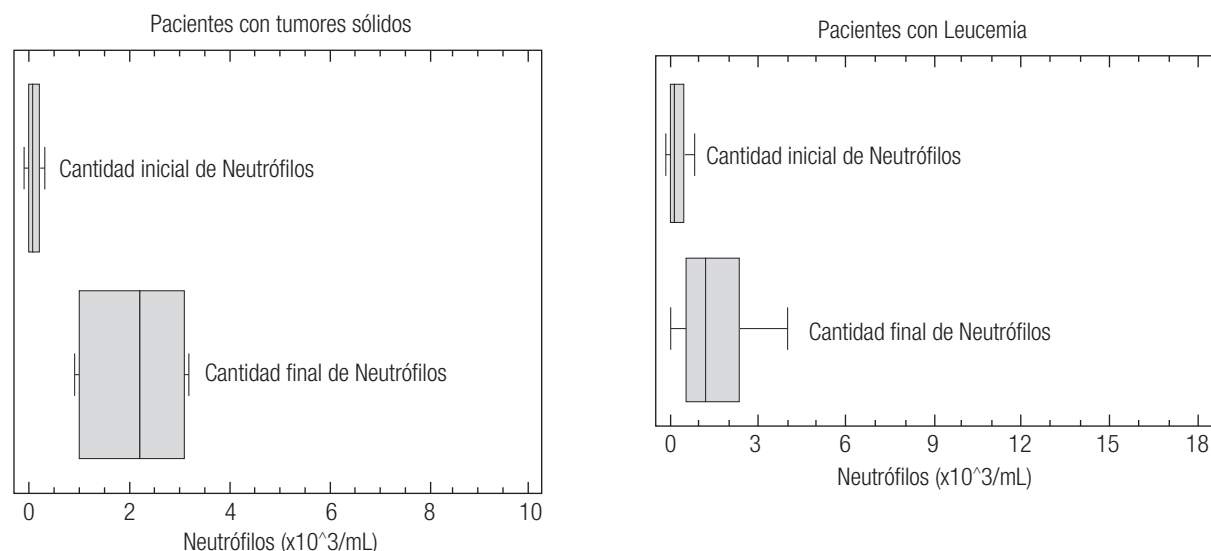 Pacientes con tumores sólidos
Cantidad inicial de Neutrófilos
Cantidad final de Neutrófilos
0 2 4 6 8 10
Neutrófilos (x10^3/mL)
Pacientes con Leucemia
Cantidad inicial de Neutrófilos
Cantidad final de Neutrófilos
0 3 6 9 12 15 18
Neutrófilos (x10^3/mL)